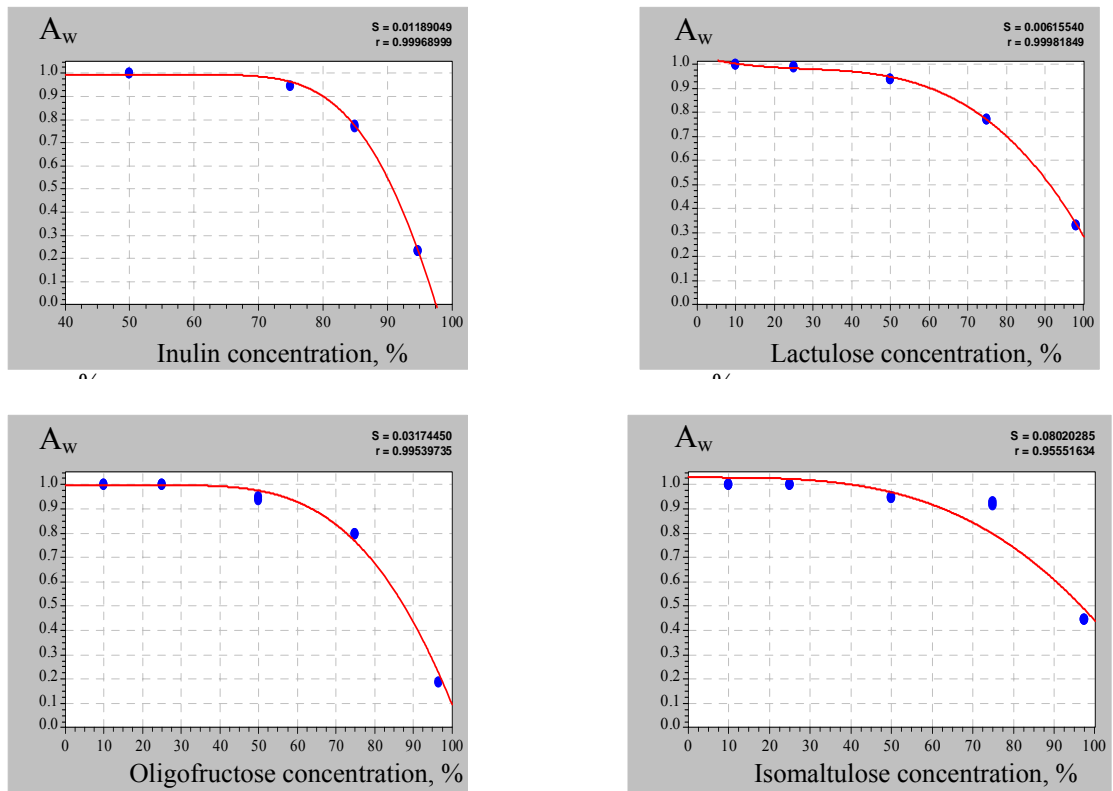 A_w
S = 0.01189049
r = 0.99968999
1.0
0.9
0.8
0.7
0.6
0.5
0.4
0.3
0.2
0.1
0.0
40 50 60 70 80 90 100
Inulin concentration, %
%
A_w
S = 0.00615540
r = 0.99981849
1.0
0.9
0.8
0.7
0.6
0.5
0.4
0.3
0.2
0.1
0.0
0 10 20 30 40 50 60 70 80 90 100
Lactulose concentration, %
%
A_w
S = 0.03174450
r = 0.99539735
1.0
0.9
0.8
0.7
0.6
0.5
0.4
0.3
0.2
0.1
0.0
0 10 20 30 40 50 60 70 80 90 100
Oligofructose concentration, %
A_w
S = 0.08020285
r = 0.95551634
1.0
0.9
0.8
0.7
0.6
0.5
0.4
0.3
0.2
0.1
0.0
0 10 20 30 40 50 60 70 80 90 100
Isomaltulose concentration, %